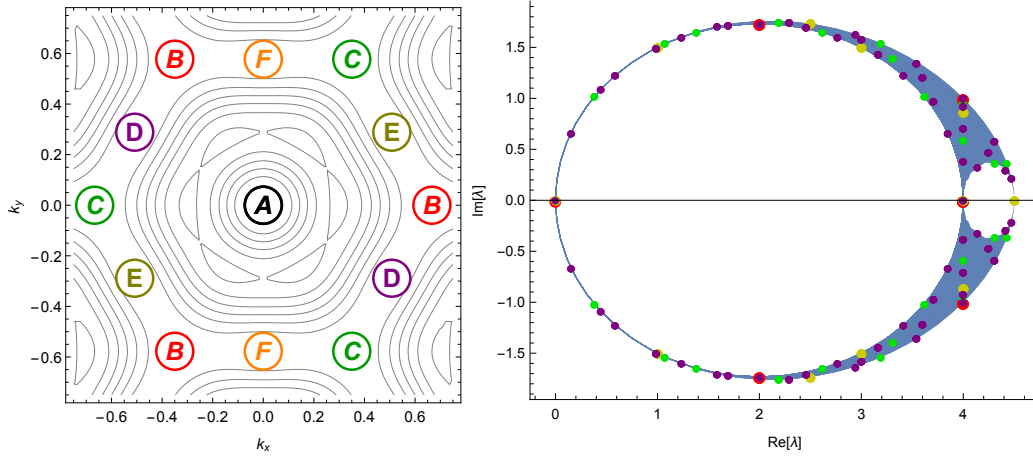 0.6
0.4
0.2
0.0
−0.2
−0.4
−0.6
k_y
B F C
D E
C A B
E D
B F C
−0.6 −0.4 −0.2 0.0 0.2 0.4 0.6
k_x
1.5
1.0
0.5
0.0
−0.5
−1.0
−1.5
Im[λ]
0 1 2 3 4
Re[λ]